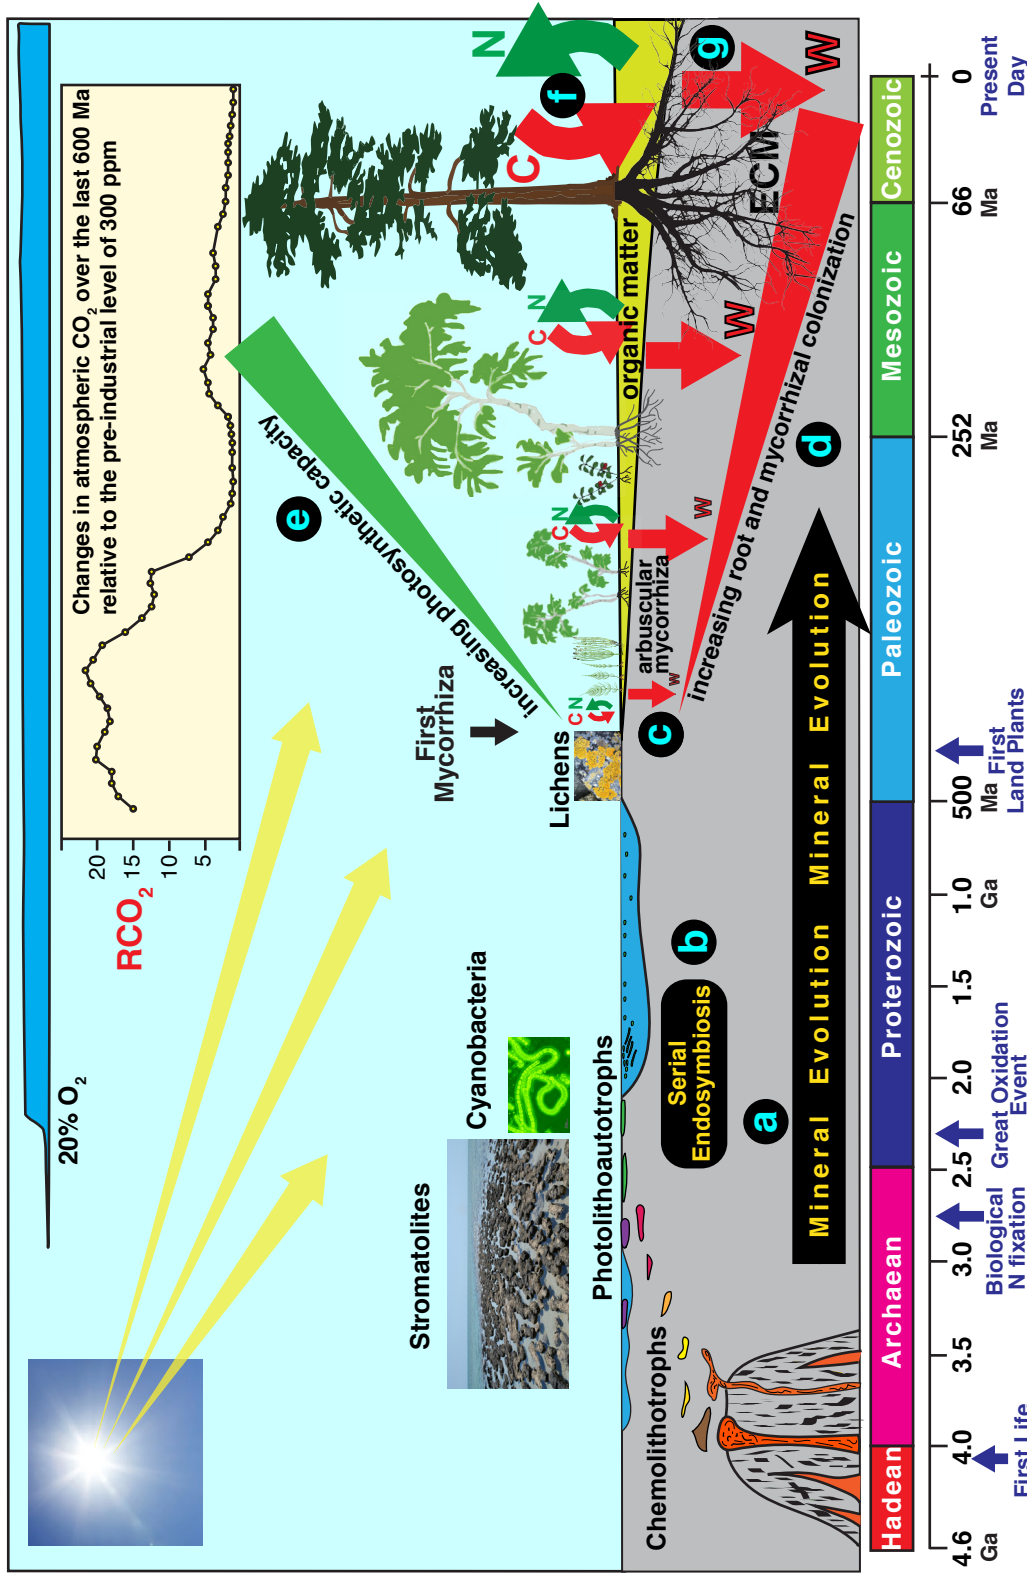 20% O2
Changes in atmospheric CO2 over the last 600 Ma
relative to the pre-industrial level of 300 ppm
RCO2
20
15
10
5
e
increasing photosynthetic capacity
First
Mycorrhiza
Lichens
Stromatolites
Cyanobacteria
Photolithoautotrophs
Chemolithotrophs
Serial
Endosymbiosis
a
b
c
d
f
g
C N
C N
C N
C
N
w
W
W
W
arbuscular
mycorrhiza
organic matter
ECM
increasing root and mycorrhizal colonization
Mineral Evolution Mineral Evolution
Hadean
Archaean
Proterozoic
Paleozoic
Mesozoic
Cenozoic
4.6
Ga
4.0
3.5
3.0
2.5
2.0
1.5
1.0
Ga
500
Ma
252
Ma
66
Ma
0
First Life
Biological
N fixation
Great Oxidation
Event
First
Land Plants
Present
Day